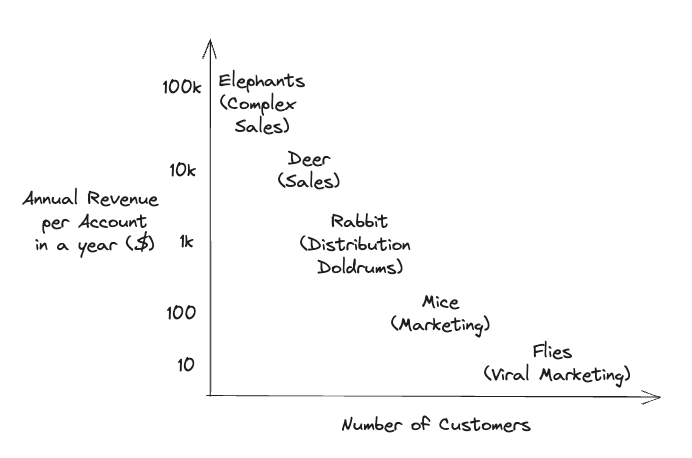 100k
Elephants
(Complex
Sales)
10k
Deer
(Sales)
Annual Revenue
per Account
in a year ($)
1k
Rabbit
(Distribution
Doldrums)
100
Mice
(Marketing)
10
Flies
(Viral Marketing)
Number of Customers